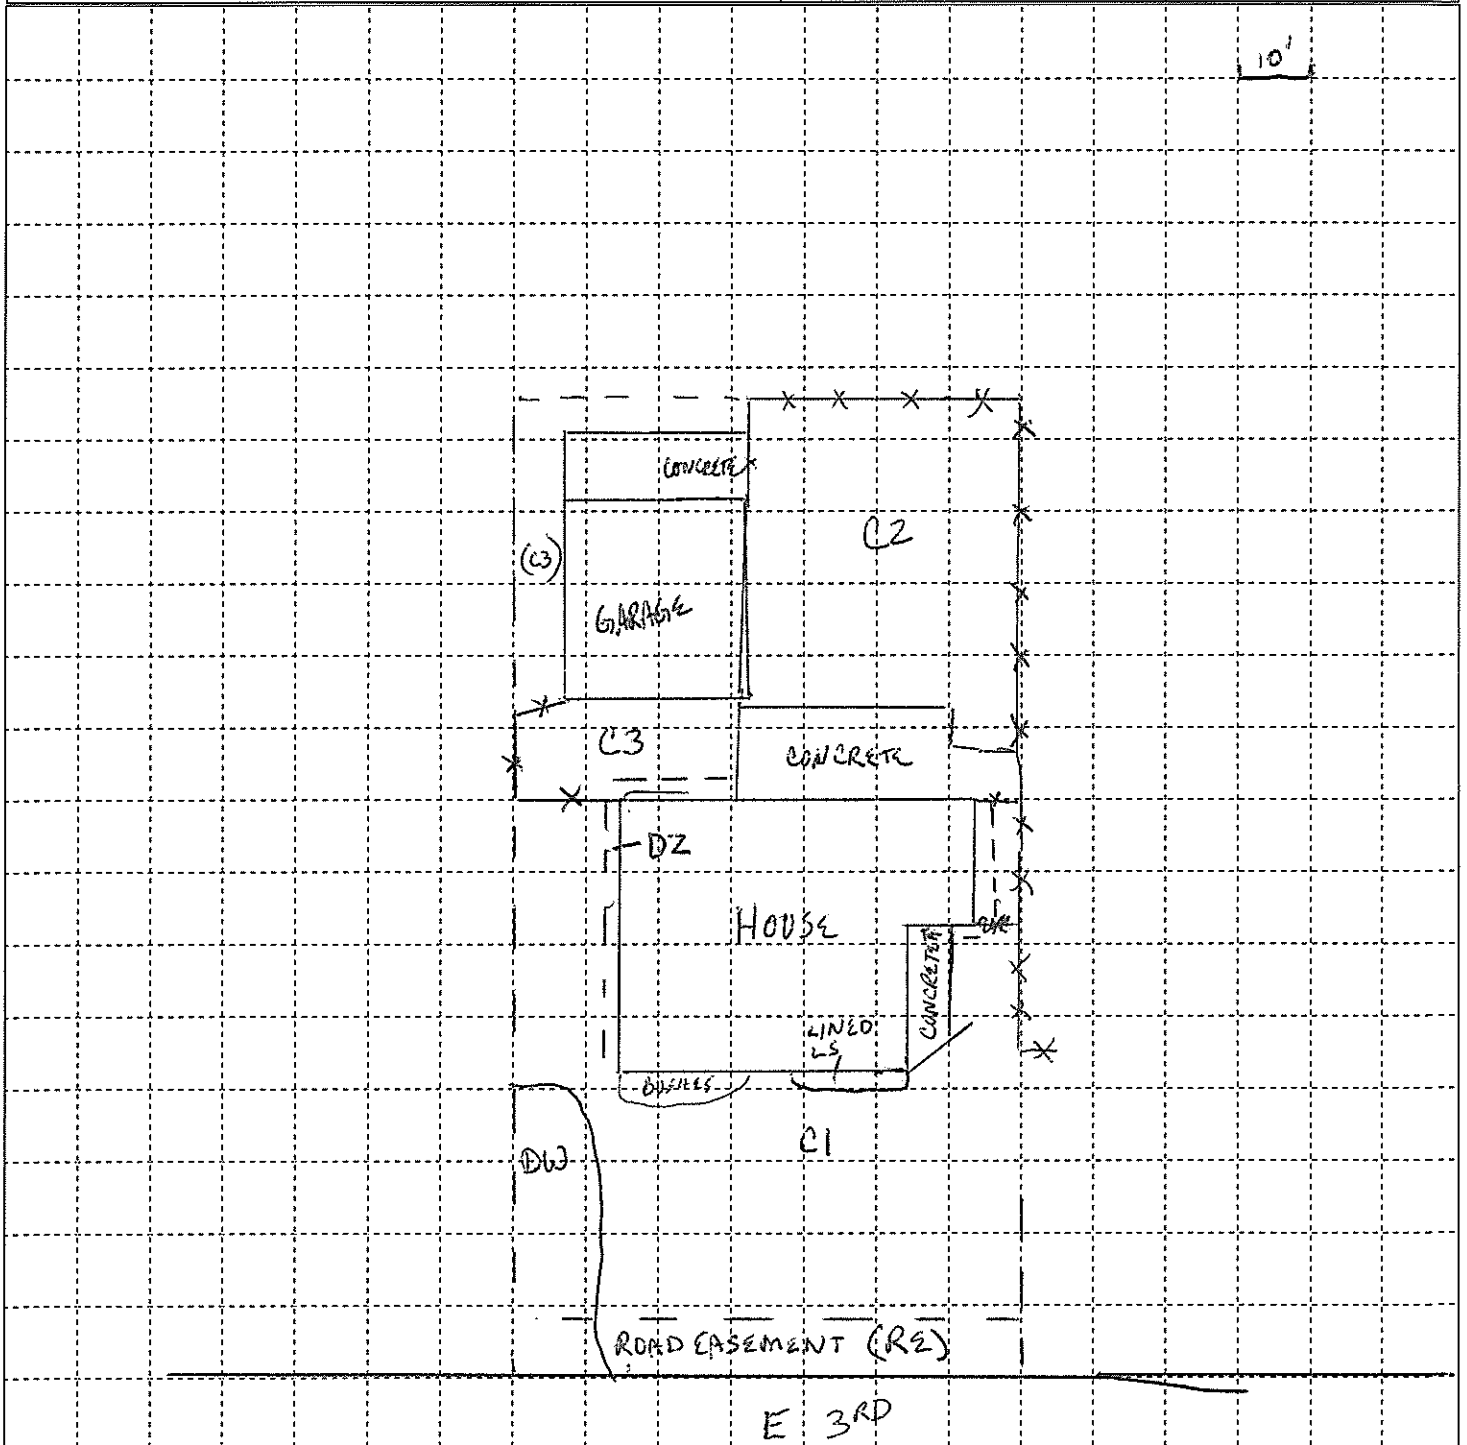 10'
CONCRETE
C2
(C3)
GARAGE
C3
CONCRETE
DZ
HOUSE
CONCRETE
LINED
LS
BUSHES
C1
DW
ROAD EASEMENT (RE)
E 3RD